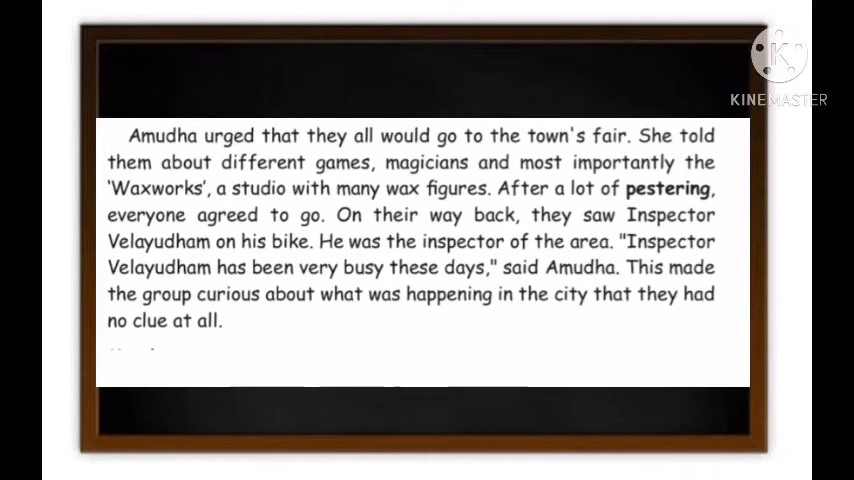 Amudha urged that they all would go to the town's fair. She told
them about different games, magicians and most importantly the
'Waxworks', a studio with many wax figures. After a lot of pestering,
everyone agreed to go. On their way back, they saw Inspector
Velayudham on his bike. He was the inspector of the area. "Inspector
Velayudham has been very busy these days," said Amudha. This made
the group curious about what was happening in the city that they had
no clue at all.
K
KINEMASTER